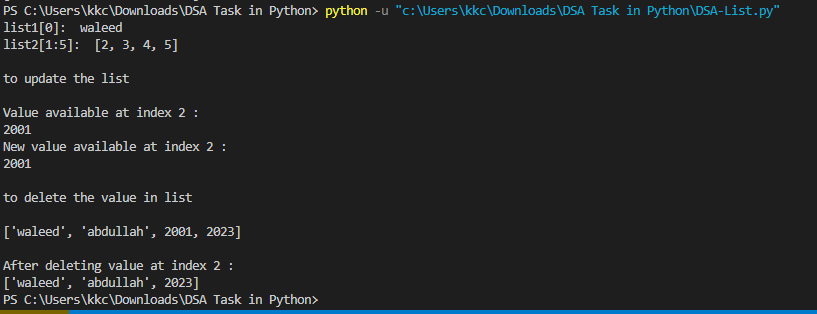 PS C:\Users\kkc\Downloads\DSA Task in Python> python -u "c:\Users\kkc\Downloads\DSA Task in Python\DSA-List.py"
list1[0]:  waleed
list2[1:5]:  [2, 3, 4, 5]
to update the list
Value available at index 2 :
2001
New value available at index 2 :
2001
to delete the value in list
['waleed', 'abdullah', 2001, 2023]
After deleting value at index 2 :
['waleed', 'abdullah', 2023]
PS C:\Users\kkc\Downloads\DSA Task in Python>